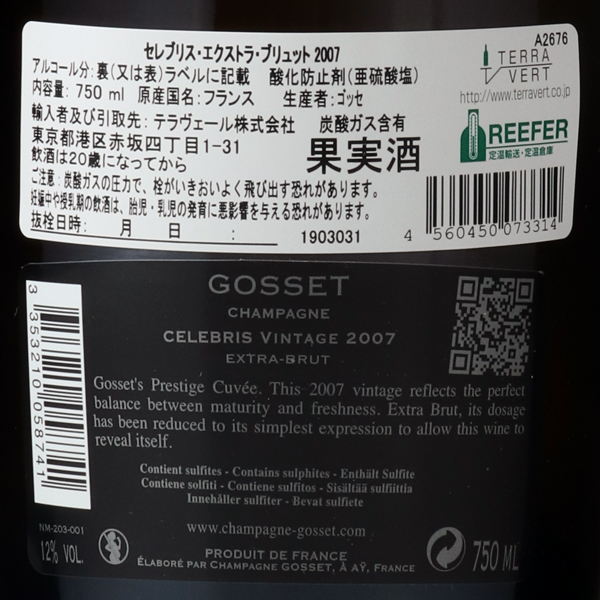 セレブリス・エクストラ・ブリュット 2007
A2676
アルコール分:裏(又は表)ラベルに記載　酸化防止剤(亜硫酸塩)
TERRA VERT
内容量: 750 ml 原産国名:フランス　生産者:ゴッセ
http://www.terravert.co.jp
輸入者及び引取先:テラヴェール株式会社　炭酸ガス含有
REEFER
東京都港区赤坂四丁目1-31
果実酒
定温輸送・定温倉庫
飲酒は20歳になってから
ご注意:炭酸ガスの圧力で、栓がいきおいよく飛び出す恐れがあります。
妊娠中や授乳期の飲酒は、胎児・乳児の発育に悪影響を与える恐れがあります。
抜栓日時:　月　日　:
1903031
4 560450 073314
GOSSET
CHAMPAGNE
CELEBRIS VINTAGE 2007
EXTRA-BRUT
3 353210 058741
Gosset's Prestige Cuvée. This 2007 vintage reflects the perfect
balance between maturity and freshness. Extra Brut, its dosage
has been reduced to its simplest expression to allow this wine to
reveal itself.
Contient sulfites - Contains sulphites - Enthält Sulfite
Contiene solfiti - Contiene sulfitos - Sisältää sulfiittia
Innehåller sulfiter - Bevat sulfiete
NM-203-001
www.champagne-gosset.com
12% VOL.
PRODUIT DE FRANCE
750 ML
ÉLABORÉ PAR CHAMPAGNE GOSSET, À AŸ, FRANCE